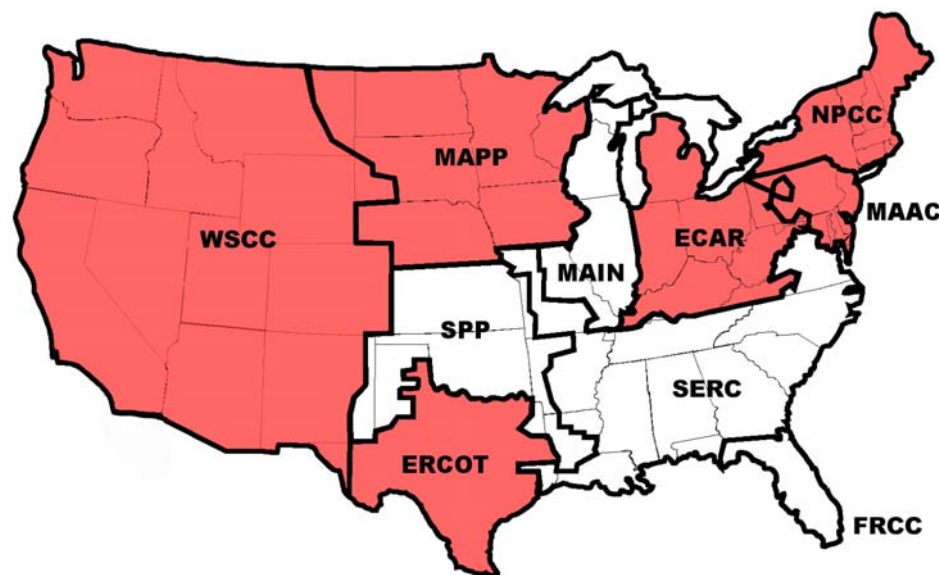 NPCC
MAPP
MAAC
WSCC
ECAR
MAIN
SPP
SERC
ERCOT
FRCC